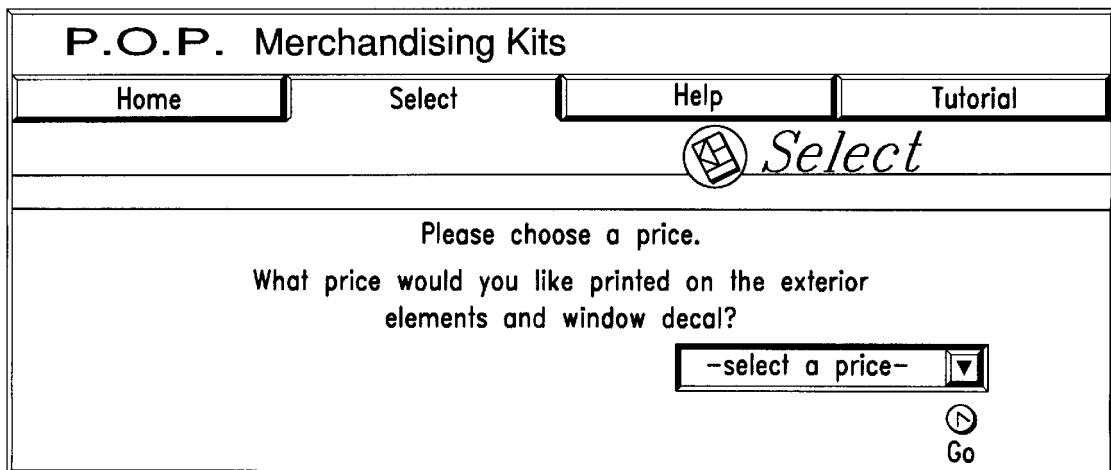 P.O.P. Merchandising Kits
Home Select Help Tutorial
Select
Please choose a price.
What price would you like printed on the exterior
elements and window decal?
-select a price-
Go